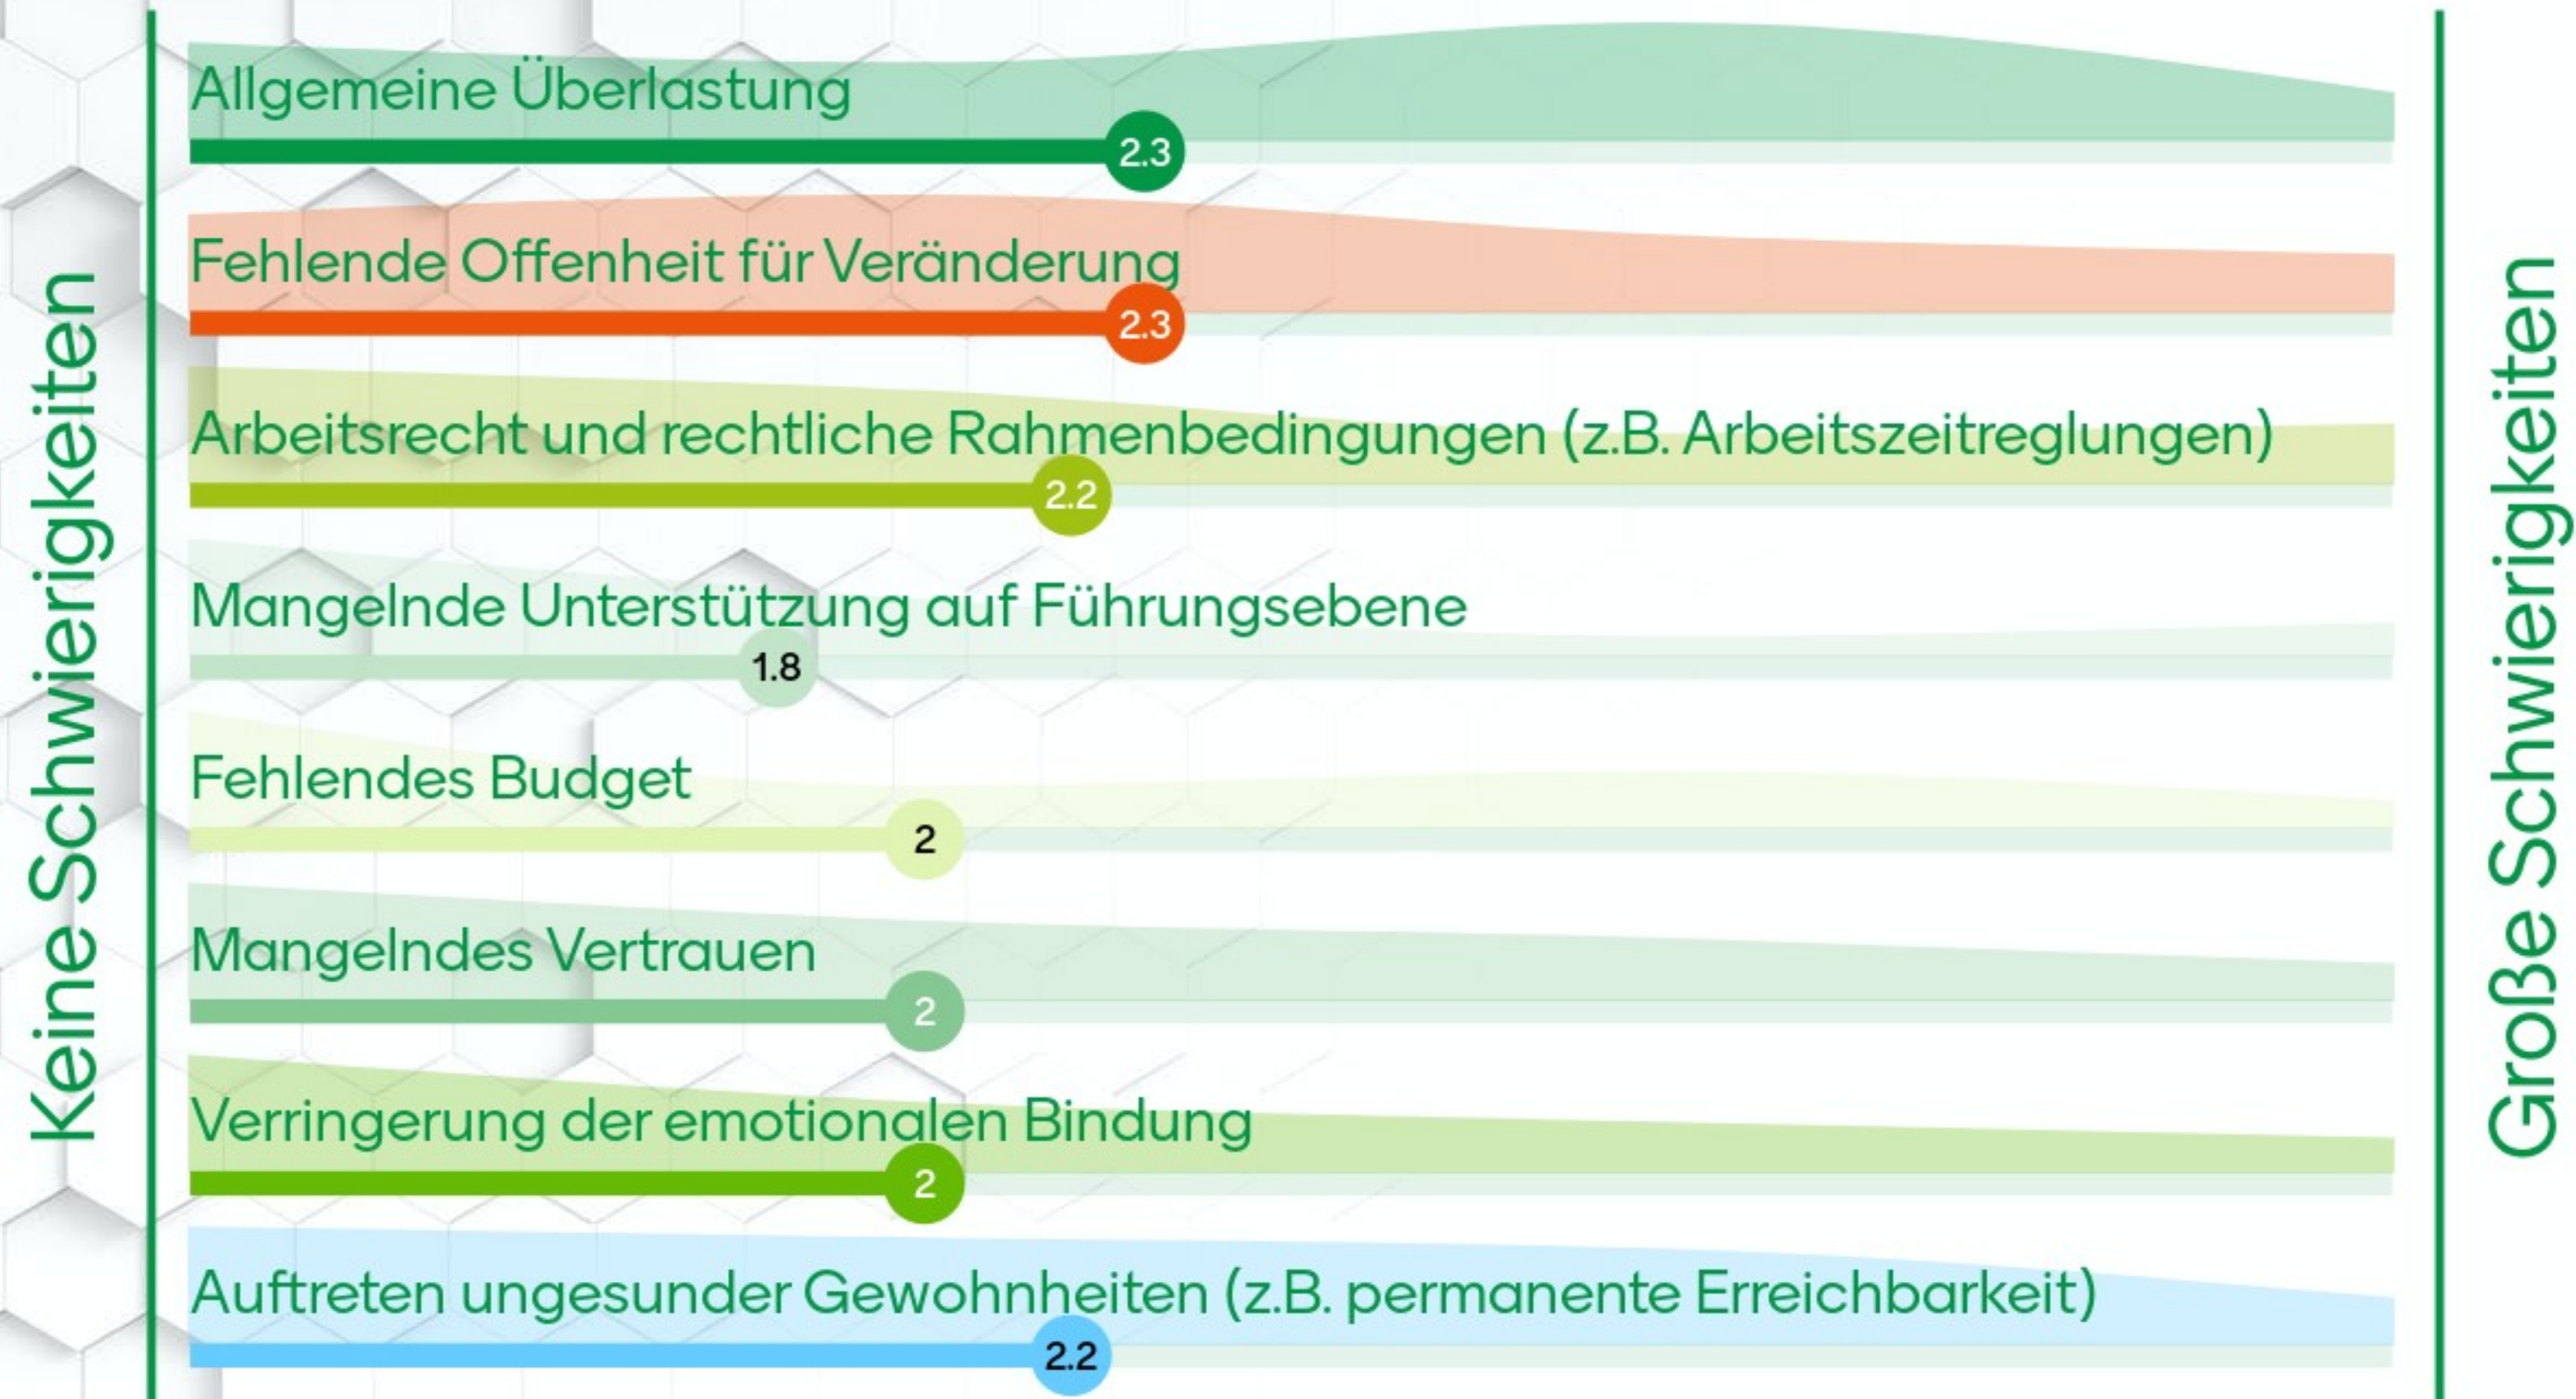 Keine Schwierigkeiten
Allgemeine Überlastung
2.3
Fehlende Offenheit für Veränderung
2.3
Arbeitsrecht und rechtliche Rahmenbedingungen (z.B. Arbeitszeitreglungen)
2.2
Mangelnde Unterstützung auf Führungsebene
1.8
Fehlendes Budget
2
Mangelndes Vertrauen
2
Verringerung der emotionalen Bindung
2
Auftreten ungesunder Gewohnheiten (z.B. permanente Erreichbarkeit)
2.2
Große Schwierigkeiten